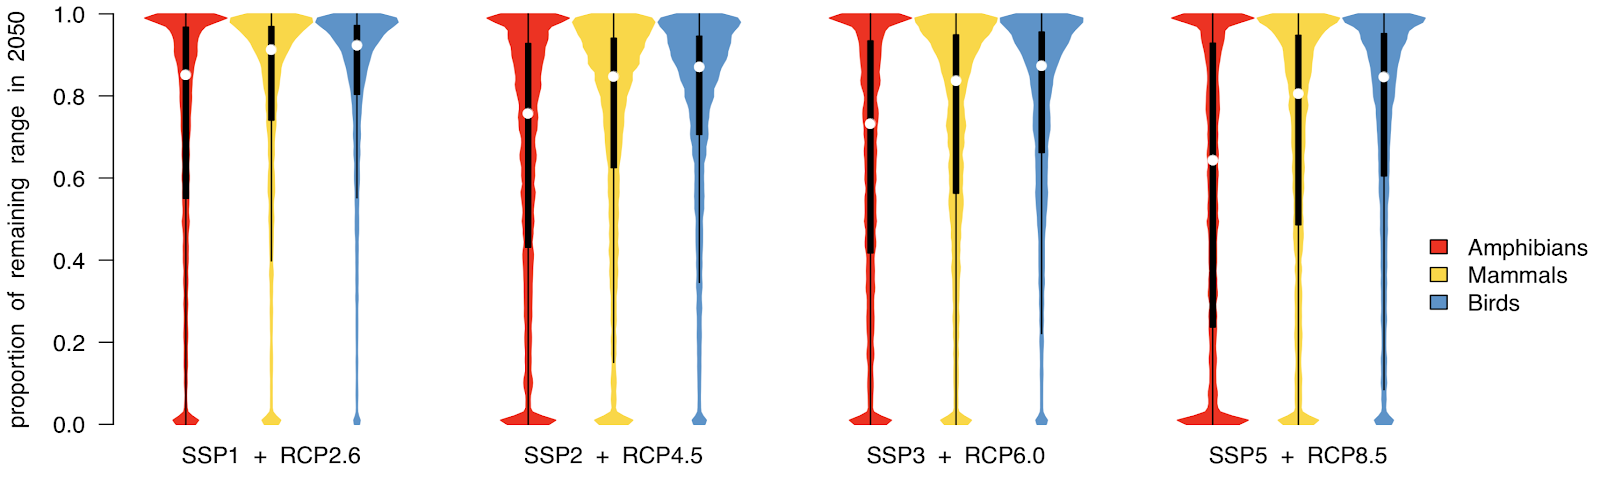 proportion of remaining range in 2050
1.0
0.8
0.6
0.4
0.2
0.0
SSP1 + RCP2.6
SSP2 + RCP4.5
SSP3 + RCP6.0
SSP5 + RCP8.5
Amphibians
Mammals
Birds